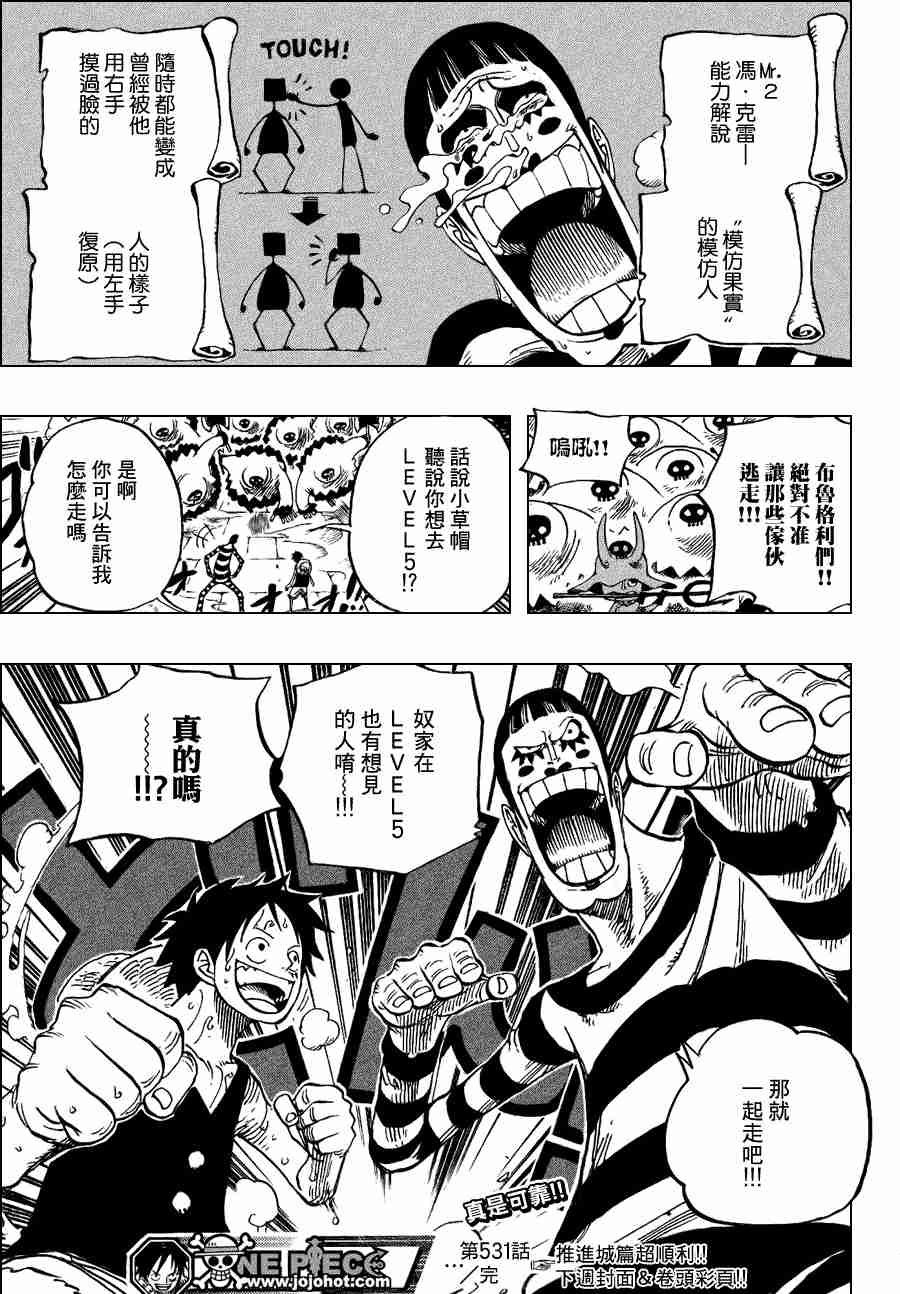 Mr.2
馮・克雷—
能力解說
“模仿果實”
的模仿人
TOUCH!
隨時都能變成
曾經被他
用右手
摸過臉的
人的樣子
（用左手
復原）
布魯格利們!!
絕對不准
讓那些傢伙
逃走!!!
嗚吼!!
話說小草帽
聽說你想去
LEVEL5!?
是啊
你可以告訴我
怎麼走嗎
奴家在
LEVEL5
也有想見
的人唷～!!!
真的嗎
～～～!!!?
那就
一起走吧!!!
真是可靠!!
ONE PIECE
www.jojohot.com
第531話
…完
推進城篇超順利!!
下週封面＆卷頭彩頁!!